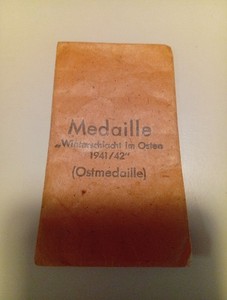 Medaille
„Winterschlacht im Osten
1941/42"
(Ostmedaille)